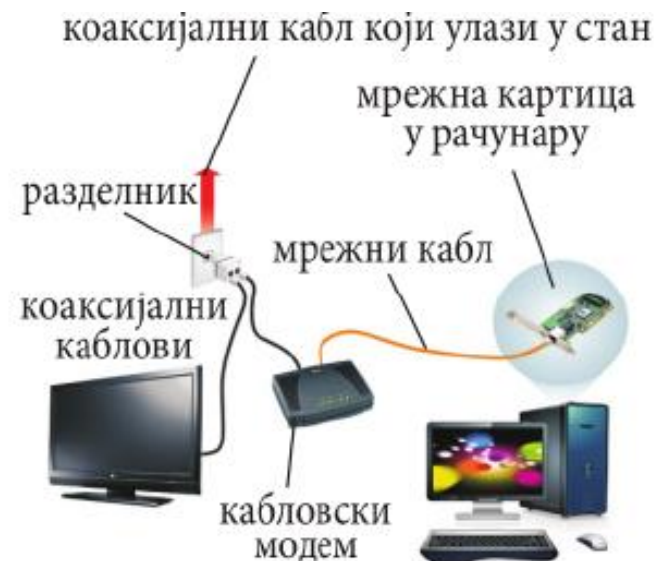 коаксијални кабл који улази у стан
мрежна картица
у рачунару
разделник
мрежни кабл
коаксијални
каблови
кабловски
модем